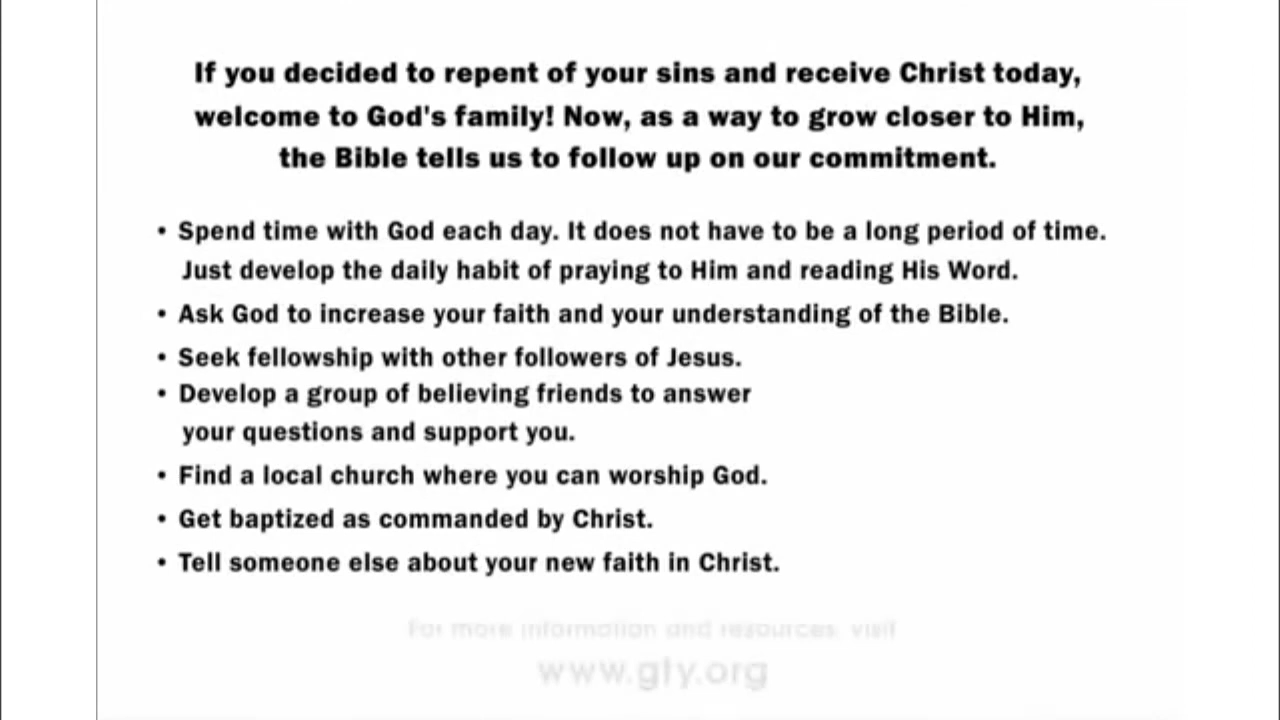 If you decided to repent of your sins and receive Christ today,
welcome to God's family! Now, as a way to grow closer to Him,
the Bible tells us to follow up on our commitment.
• Spend time with God each day. It does not have to be a long period of time.
Just develop the daily habit of praying to Him and reading His Word.
• Ask God to increase your faith and your understanding of the Bible.
• Seek fellowship with other followers of Jesus.
• Develop a group of believing friends to answer
your questions and support you.
• Find a local church where you can worship God.
• Get baptized as commanded by Christ.
• Tell someone else about your new faith in Christ.
For more information and resources, visit
www.gty.org